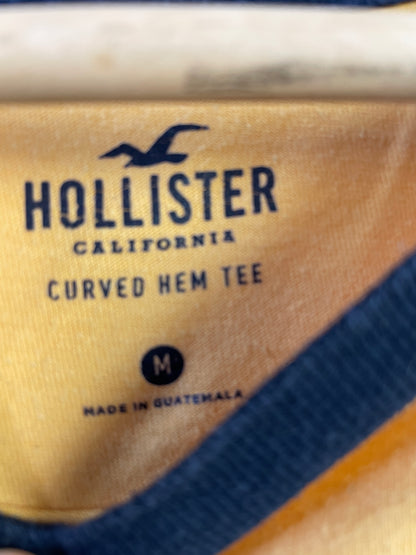 HOLLISTER
CALIFORNIA
CURVED HEM TEE
M
MADE IN GUATEMALA